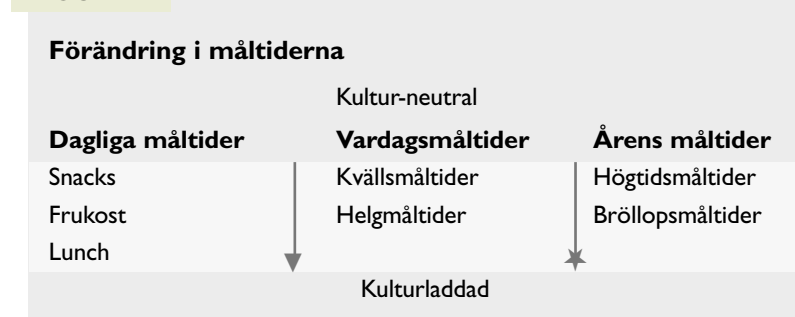 Förändring i måltiderna
Kultur-neutral
Dagliga måltider Vardagsmåltider Årens måltider
Snacks Kvällsmåltider Högtidsmåltider
Frukost Helgmåltider Bröllopsmåltider
Lunch
Kulturladdad